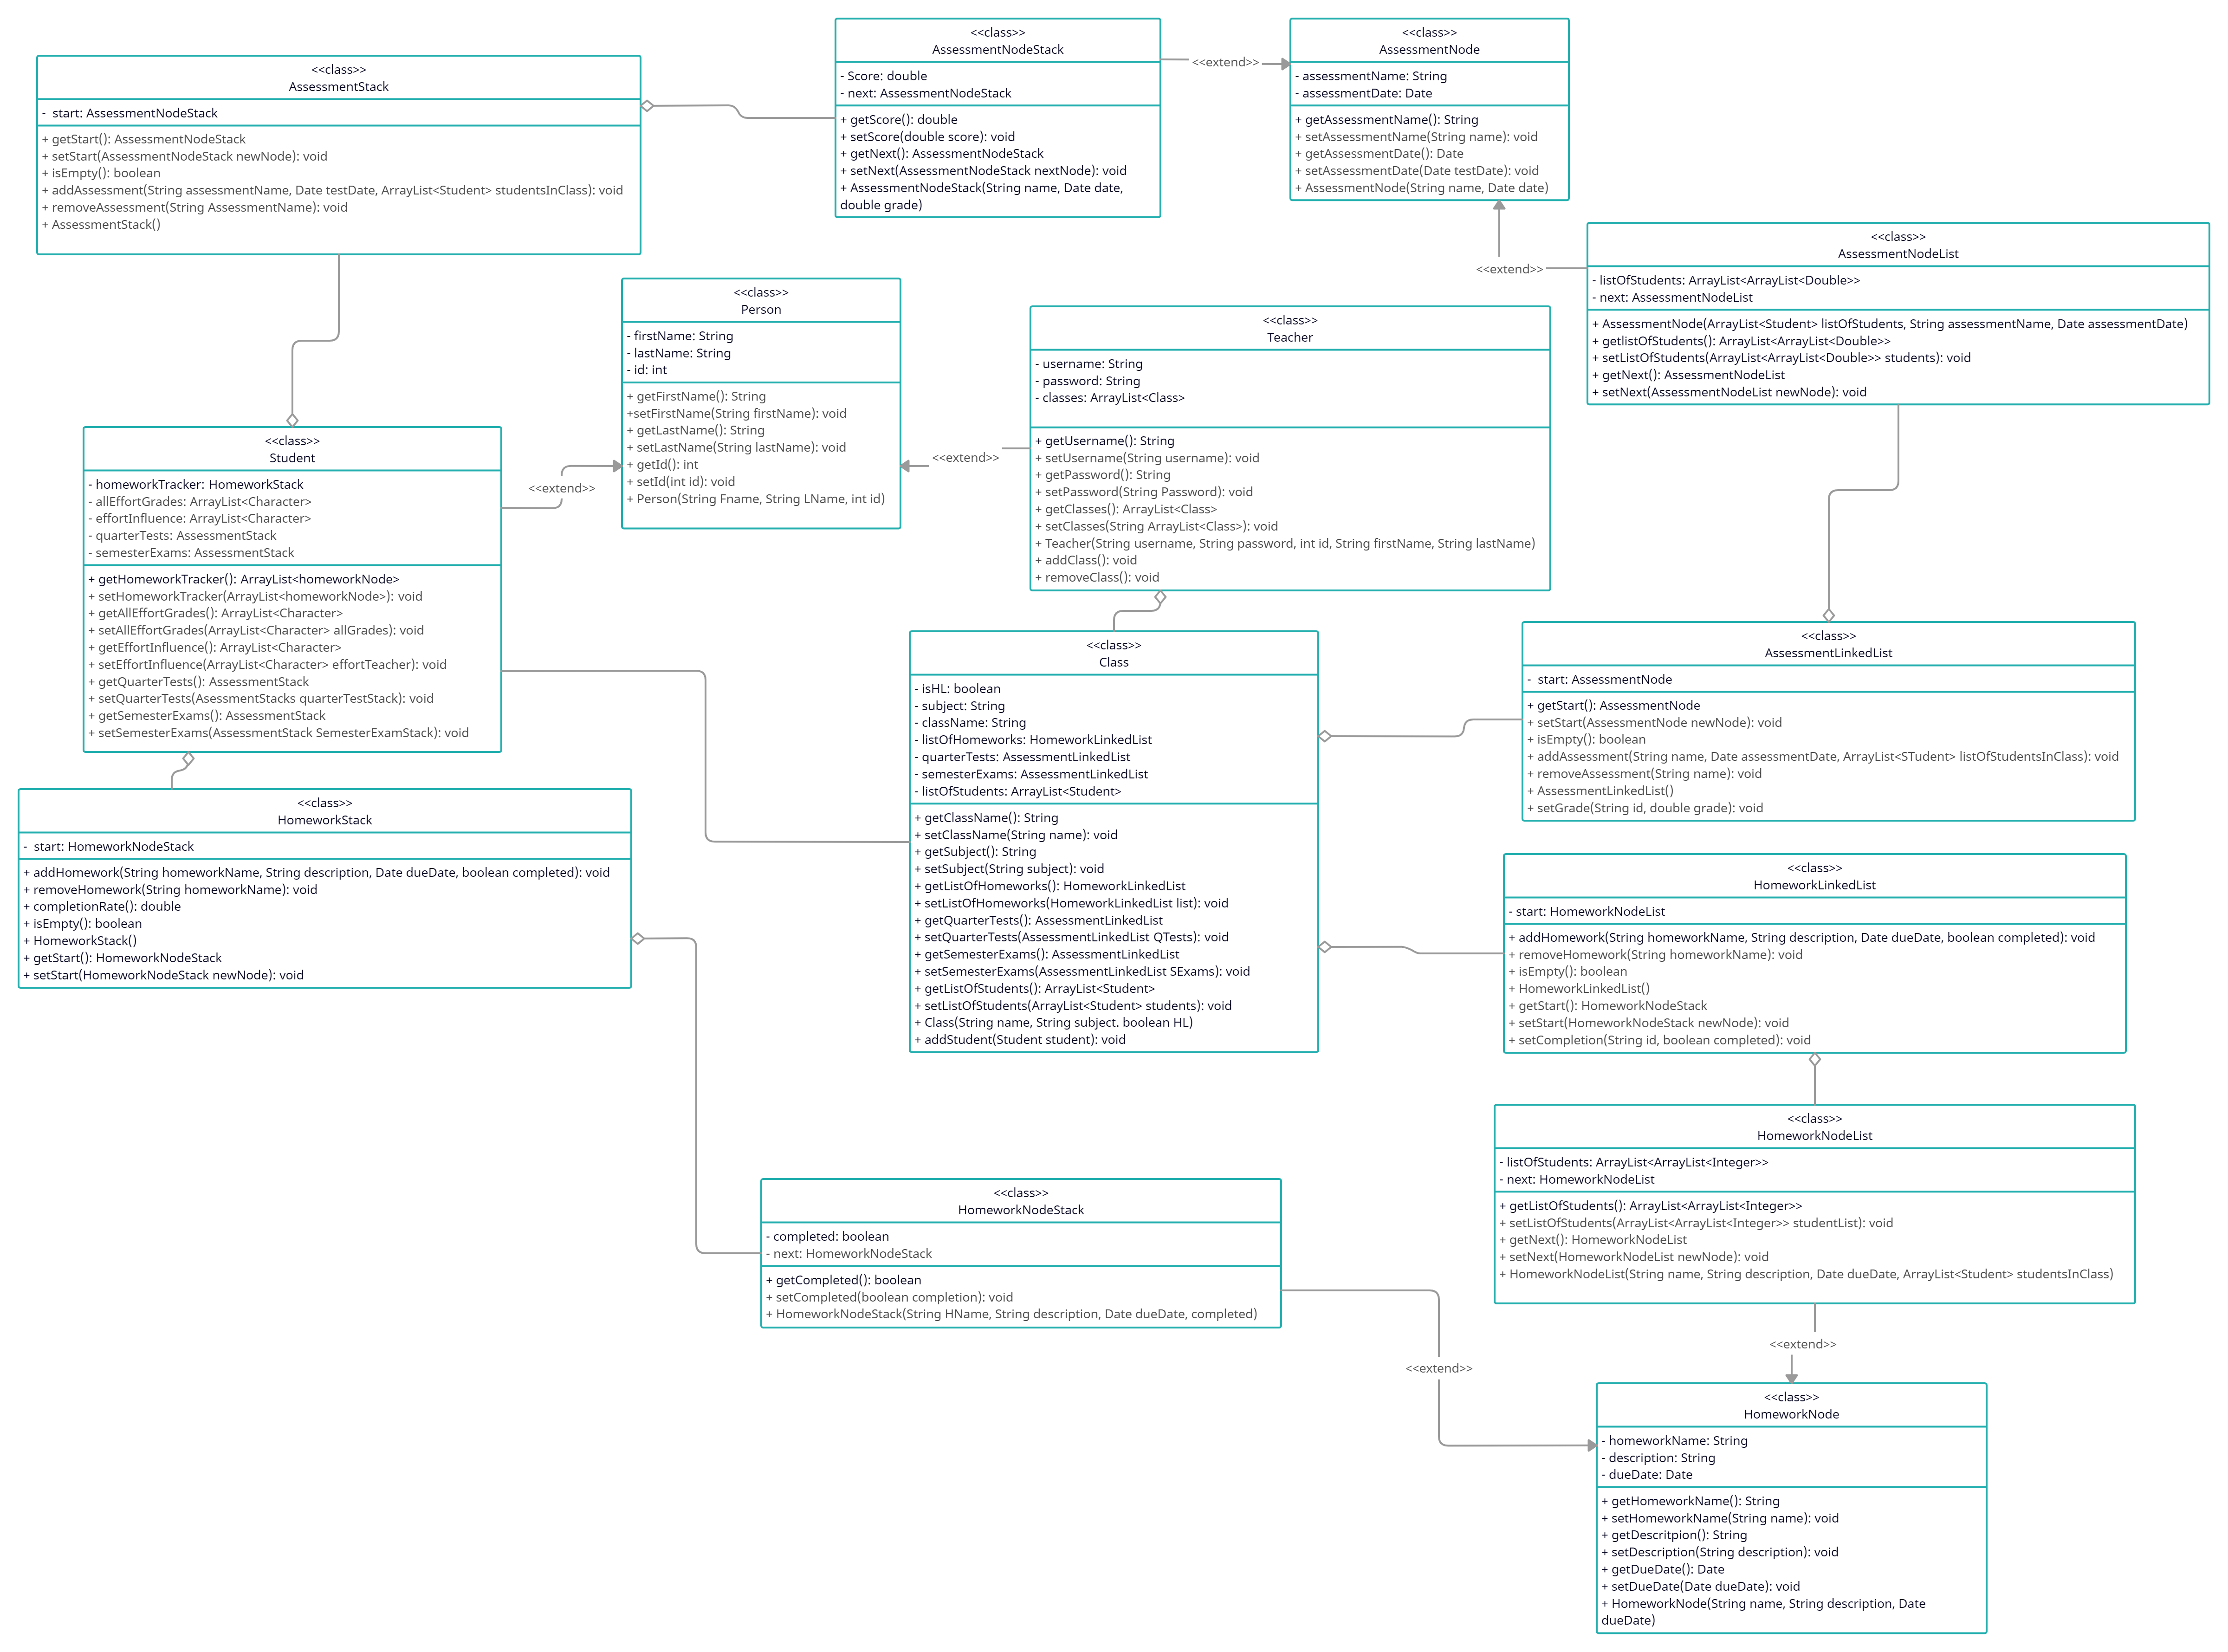 <<class>>
AssessmentStack
-  start: AssessmentNodeStack
+ getStart(): AssessmentNodeStack
+ setStart(AssessmentNodeStack newNode): void
+ isEmpty(): boolean
+ addAssessment(String assessmentName, Date testDate, ArrayList<Student> studentsInClass): void
+ removeAssessment(String AssessmentName): void
+ AssessmentStack()
<<class>>
AssessmentNodeStack
- Score: double
- next: AssessmentNodeStack
+ getScore(): double
+ setScore(double score): void
+ getNext(): AssessmentNodeStack
+ setNext(AssessmentNodeStack nextNode): void
+ AssessmentNodeStack(String name, Date date,
double grade)
<<extend>>
<<class>>
AssessmentNode
- assessmentName: String
- assessmentDate: Date
+ getAssessmentName(): String
+ setAssessmentName(String name): void
+ getAssessmentDate(): Date
+ setAssessmentDate(Date testDate): void
+ AssessmentNode(String name, Date date)
<<extend>>
<<class>>
AssessmentNodeList
- listOfStudents: ArrayList<ArrayList<Double>>
- next: AssessmentNodeList
+ AssessmentNode(ArrayList<Student> listOfStudents, String assessmentName, Date assessmentDate)
+ getlistOfStudents(): ArrayList<ArrayList<Double>>
+ setListOfStudents(ArrayList<ArrayList<Double>> students): void
+ getNext(): AssessmentNodeList
+ setNext(AssessmentNodeList newNode): void
<<class>>
Person
- firstName: String
- lastName: String
- id: int
+ getFirstName(): String
+setFirstName(String firstName): void
+ getLastName(): String
+ setLastName(String lastName): void
+ getId(): int
+ setId(int id): void
+ Person(String Fname, String LName, int id)
<<extend>>
<<class>>
Teacher
- username: String
- password: String
- classes: ArrayList<Class>
+ getUsername(): String
+ setUsername(String username): void
+ getPassword(): String
+ setPassword(String Password): void
+ getClasses(): ArrayList<Class>
+ setClasses(String ArrayList<Class>): void
+ Teacher(String username, String password, int id, String firstName, String lastName)
+ addClass(): void
+ removeClass(): void
<<class>>
Student
- homeworkTracker: HomeworkStack
- allEffortGrades: ArrayList<Character>
- effortInfluence: ArrayList<Character>
- quarterTests: AssessmentStack
- semesterExams: AssessmentStack
+ getHomeworkTracker(): ArrayList<homeworkNode>
+ setHomeworkTracker(ArrayList<homeworkNode>): void
+ getAllEffortGrades(): ArrayList<Character>
+ setAllEffortGrades(ArrayList<Character> allGrades): void
+ getEffortInfluence(): ArrayList<Character>
+ setEffortInfluence(ArrayList<Character> effortTeacher): void
+ getQuarterTests(): AssessmentStack
+ setQuarterTests(AsessmentStacks quarterTestStack): void
+ getSemesterExams(): AssessmentStack
+ setSemesterExams(AssessmentStack SemesterExamStack): void
<<extend>>
<<class>>
Class
- isHL: boolean
- subject: String
- className: String
- listOfHomeworks: HomeworkLinkedList
- quarterTests: AssessmentLinkedList
- semesterExams: AssessmentLinkedList
- listOfStudents: ArrayList<Student>
+ getClassName(): String
+ setClassName(String name): void
+ getSubject(): String
+ setSubject(String subject): void
+ getListOfHomeworks(): HomeworkLinkedList
+ setListOfHomeworks(HomeworkLinkedList list): void
+ getQuarterTests(): AssessmentLinkedList
+ setQuarterTests(AssessmentLinkedList QTests): void
+ getSemesterExams(): AssessmentLinkedList
+ setSemesterExams(AssessmentLinkedList SExams): void
+ getListOfStudents(): ArrayList<Student>
+ setListOfStudents(ArrayList<Student> students): void
+ Class(String name, String subject. boolean HL)
+ addStudent(Student student): void
<<class>>
AssessmentLinkedList
-  start: AssessmentNode
+ getStart(): AssessmentNode
+ setStart(AssessmentNode newNode): void
+ isEmpty(): boolean
+ addAssessment(String name, Date assessmentDate, ArrayList<STudent> listOfStudentsInClass): void
+ removeAssessment(String name): void
+ AssessmentLinkedList()
+ setGrade(String id, double grade): void
<<class>>
HomeworkStack
-  start: HomeworkNodeStack
+ addHomework(String homeworkName, String description, Date dueDate, boolean completed): void
+ removeHomework(String homeworkName): void
+ completionRate(): double
+ isEmpty(): boolean
+ HomeworkStack()
+ getStart(): HomeworkNodeStack
+ setStart(HomeworkNodeStack newNode): void
<<class>>
HomeworkLinkedList
- start: HomeworkNodeList
+ addHomework(String homeworkName, String description, Date dueDate, boolean completed): void
+ removeHomework(String homeworkName): void
+ isEmpty(): boolean
+ HomeworkLinkedList()
+ getStart(): HomeworkNodeStack
+ setStart(HomeworkNodeStack newNode): void
+ setCompletion(String id, boolean completed): void
<<class>>
HomeworkNodeList
- listOfStudents: ArrayList<ArrayList<Integer>>
- next: HomeworkNodeList
+ getListOfStudents(): ArrayList<ArrayList<Integer>>
+ setListOfStudents(ArrayList<ArrayList<Integer>> studentList): void
+ getNext(): HomeworkNodeList
+ setNext(HomeworkNodeList newNode): void
+ HomeworkNodeList(String name, String description, Date dueDate, ArrayList<Student> studentsInClass)
<<class>>
HomeworkNodeStack
- completed: boolean
- next: HomeworkNodeStack
+ getCompleted(): boolean
+ setCompleted(boolean completion): void
+ HomeworkNodeStack(String HName, String description, Date dueDate, completed)
<<extend>>
<<extend>>
<<class>>
HomeworkNode
- homeworkName: String
- description: String
- dueDate: Date
+ getHomeworkName(): String
+ setHomeworkName(String name): void
+ getDescritpion(): String
+ setDescription(String description): void
+ getDueDate(): Date
+ setDueDate(Date dueDate): void
+ HomeworkNode(String name, String description, Date
dueDate)